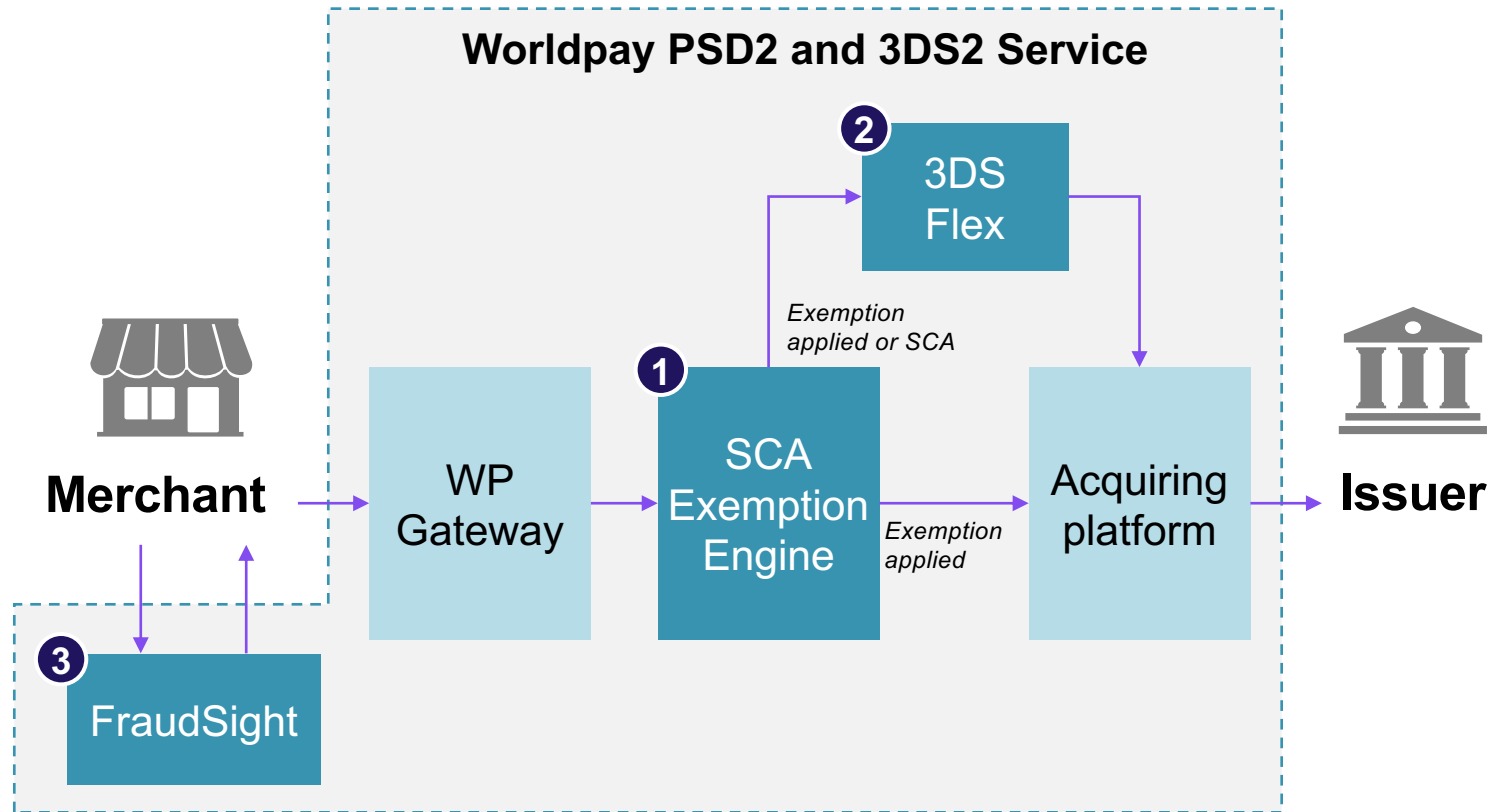 Worldpay PSD2 and 3DS2 Service
2
3DS
Flex
Exemption
applied or SCA
1
Merchant
WP
Gateway
SCA
Exemption
Engine
Exemption
applied
Acquiring
platform
Issuer
3
FraudSight